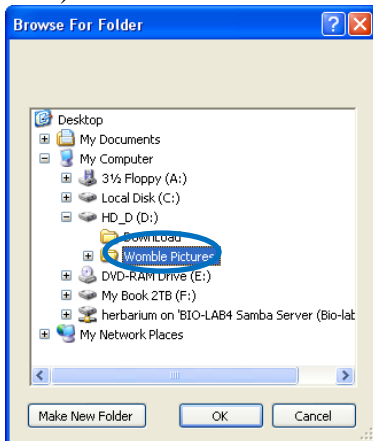 Browse For Folder
Desktop
My Documents
My Computer
3½ Floppy (A:)
Local Disk (C:)
HD_D (D:)
DownLoad
Womble Pictures
DVD-RAM Drive (E:)
My Book 2TB (F:)
herbarium on 'BIO-LAB4 Samba Server (Bio-lab
My Network Places
Make New Folder
OK
Cancel